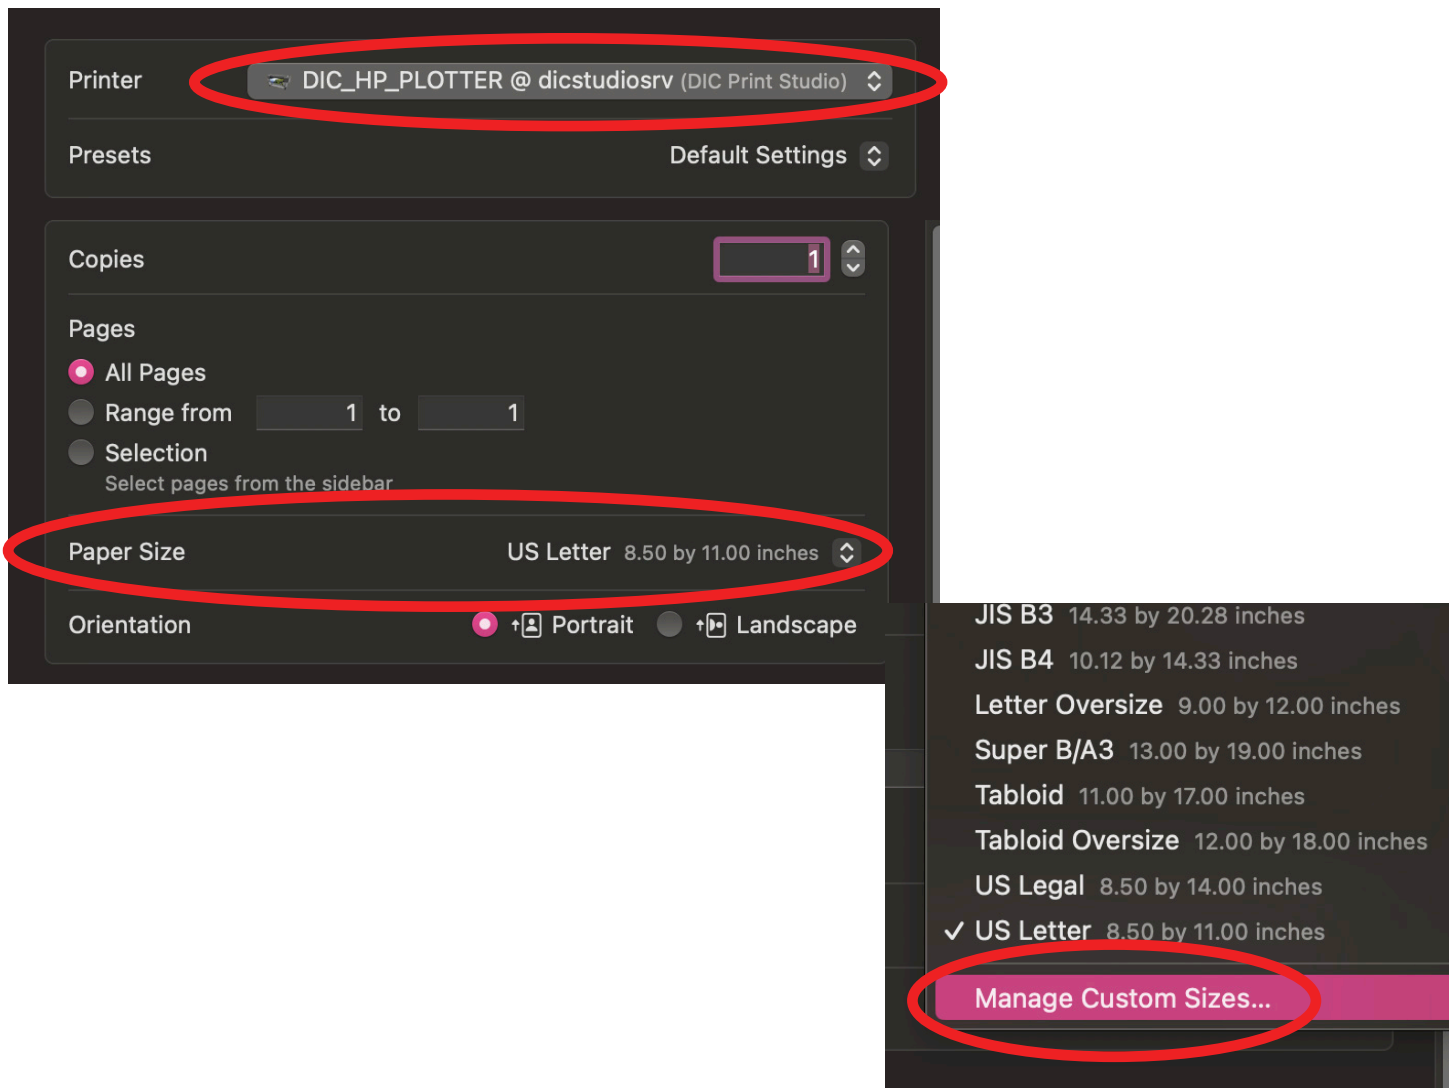 Printer DIC_HP_PLOTTER @ dicstudiosrv (DIC Print Studio)
Presets Default Settings
Copies 1
Pages
All Pages
Range from 1 to 1
Selection
Select pages from the sidebar
Paper Size US Letter 8.50 by 11.00 inches
Orientation Portrait Landscape
JIS B3 14.33 by 20.28 inches
JIS B4 10.12 by 14.33 inches
Letter Oversize 9.00 by 12.00 inches
Super B/A3 13.00 by 19.00 inches
Tabloid 11.00 by 17.00 inches
Tabloid Oversize 12.00 by 18.00 inches
US Legal 8.50 by 14.00 inches
✓ US Letter 8.50 by 11.00 inches
Manage Custom Sizes...